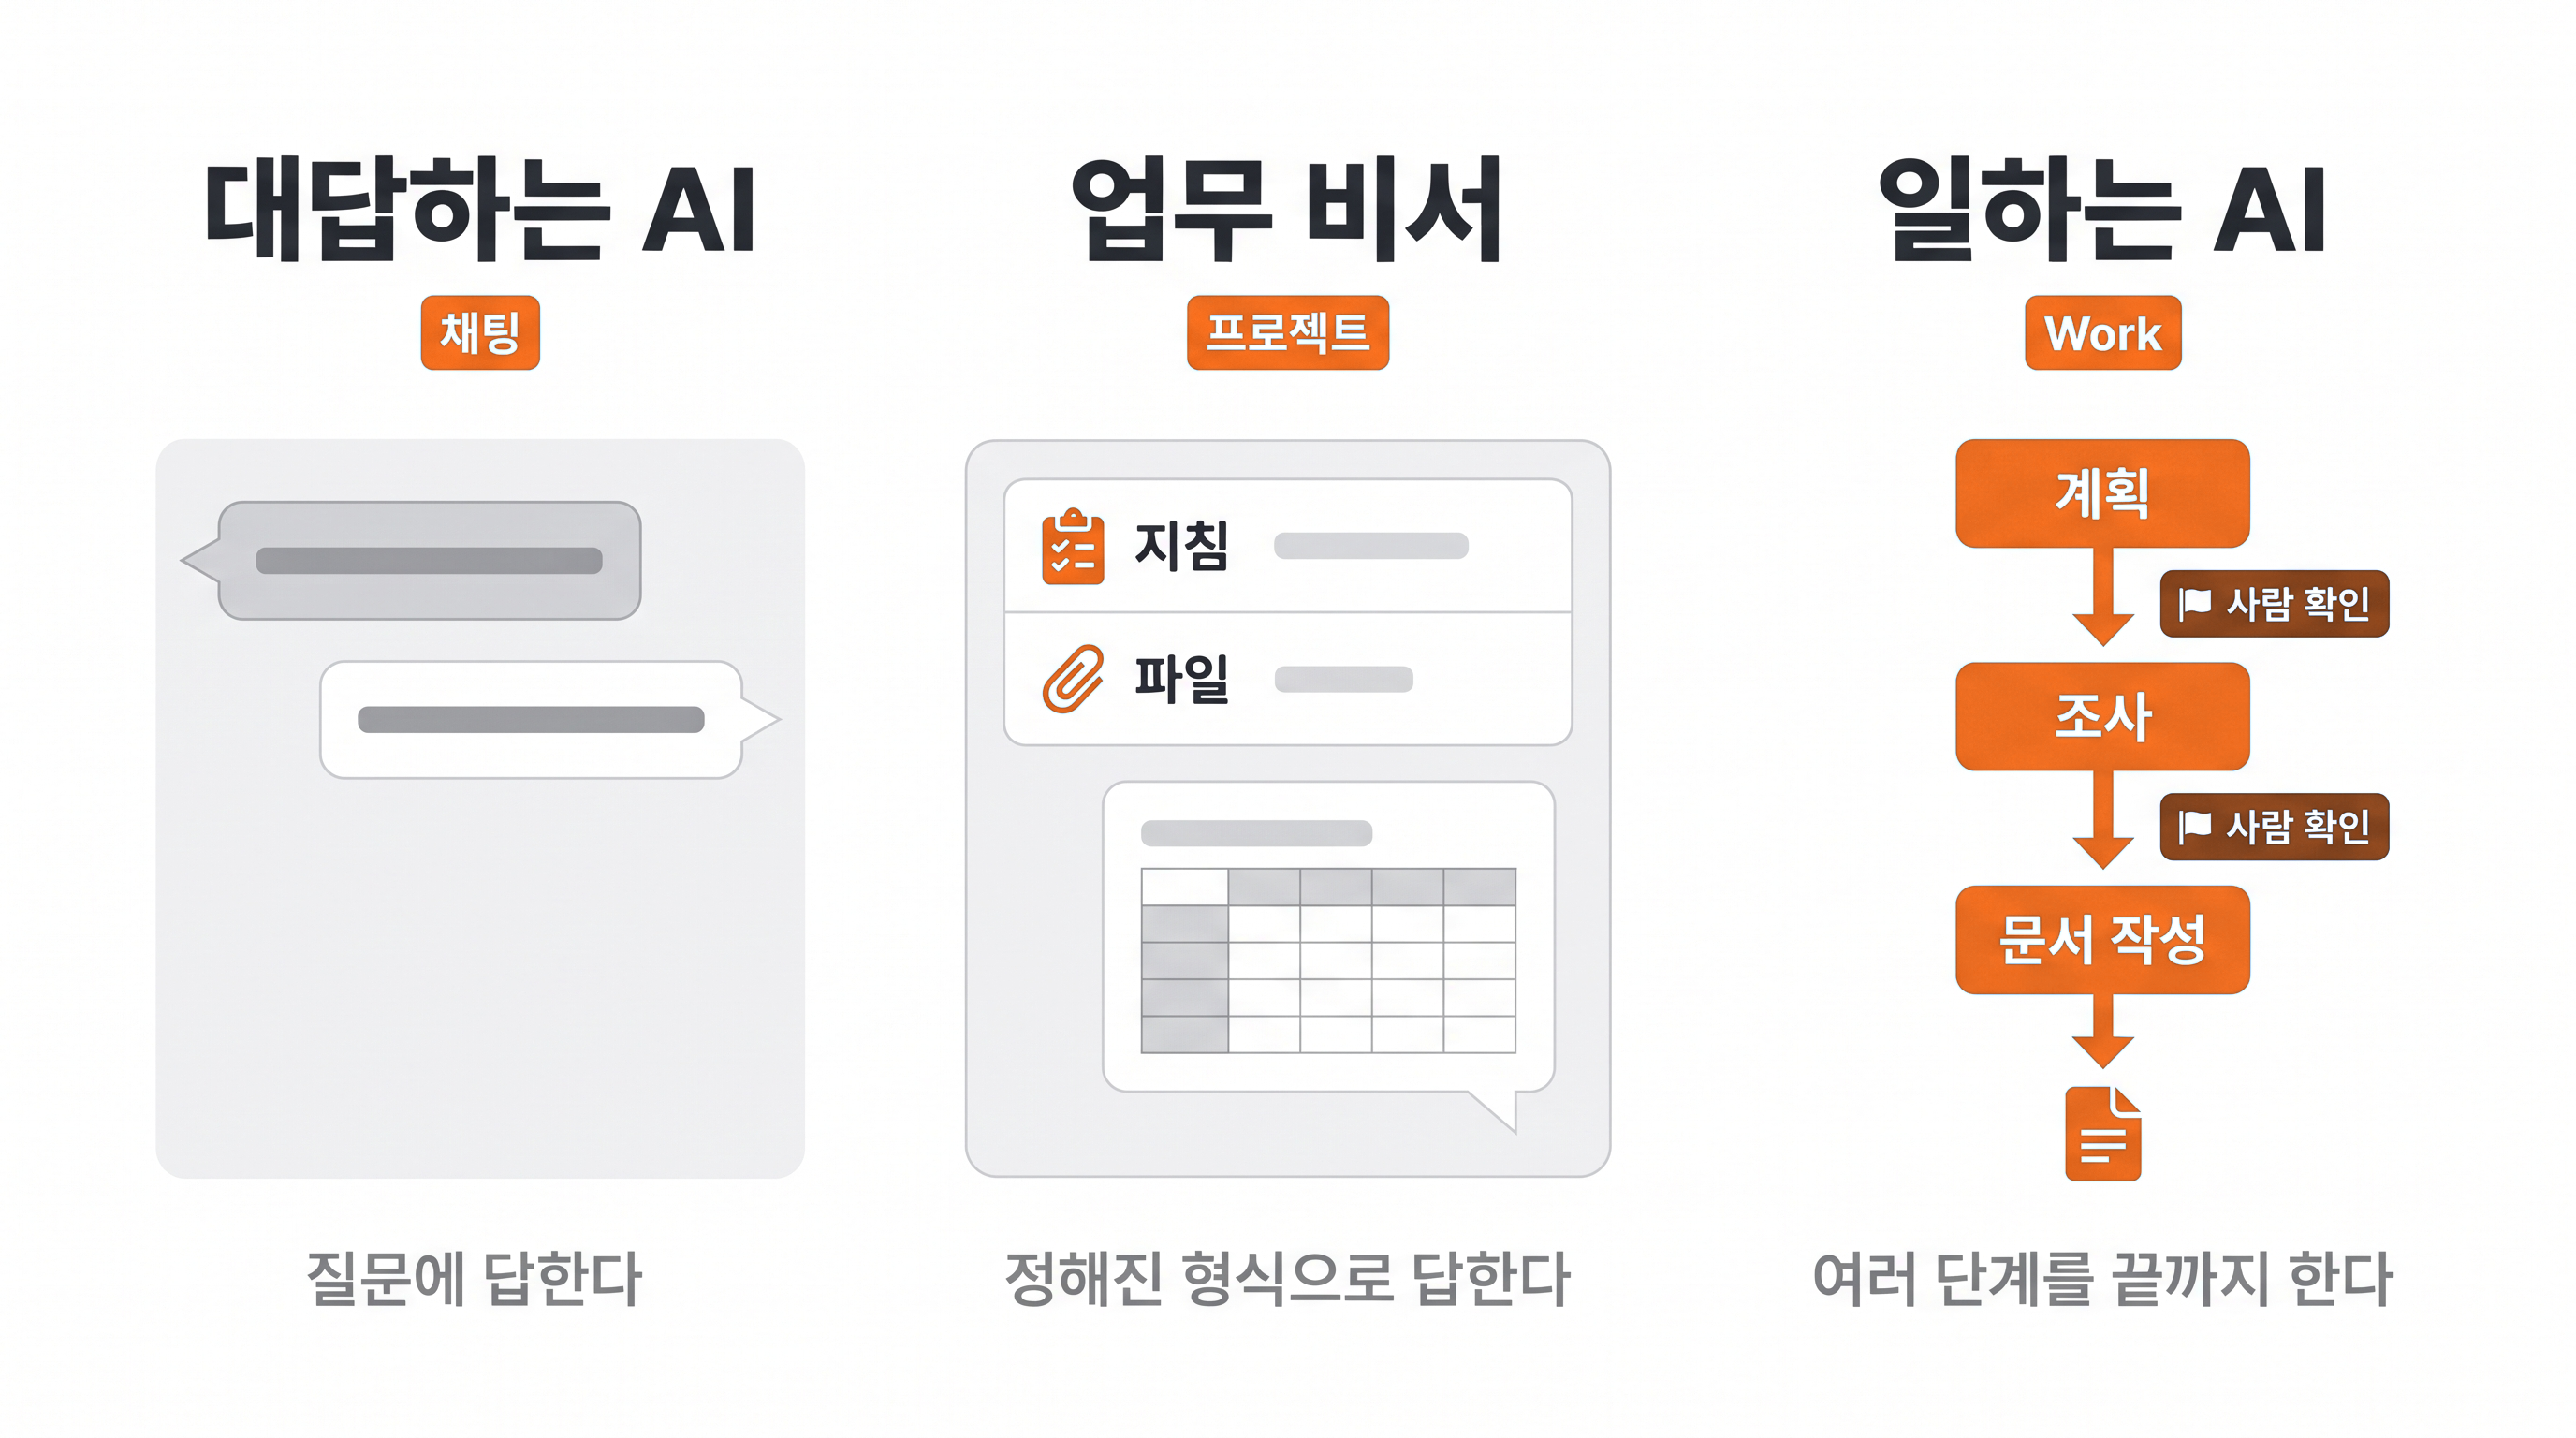 대답하는 AI
채팅
질문에 답한다
업무 비서
프로젝트
지침
파일
정해진 형식으로 답한다
일하는 AI
Work
계획
사람 확인
조사
사람 확인
문서 작성
여러 단계를 끝까지 한다